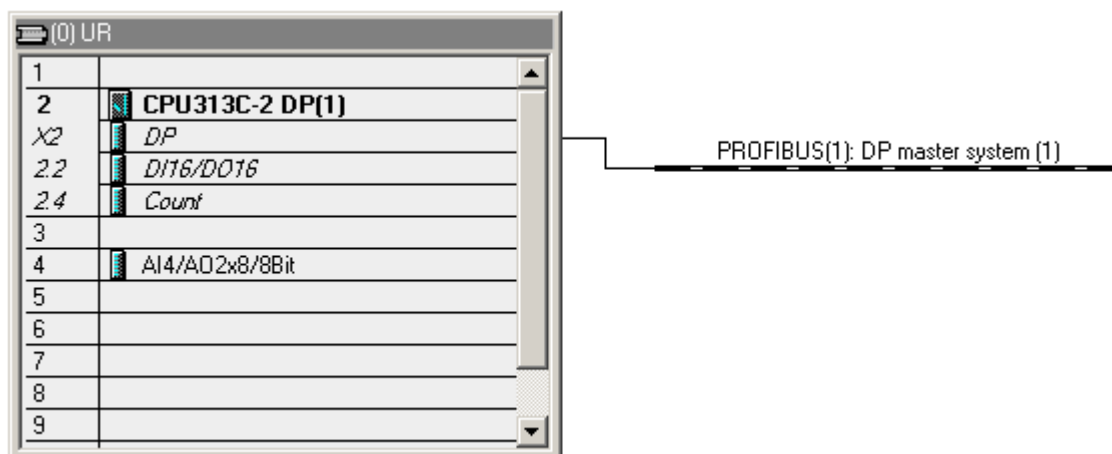 (0) UR
1
2 CPU313C-2 DP(1)
X2 DP
2.2 DI16/DO16
2.4 Count
3
4 AI4/AO2x8/8Bit
5
6
7
8
9
PROFIBUS(1): DP master system (1)